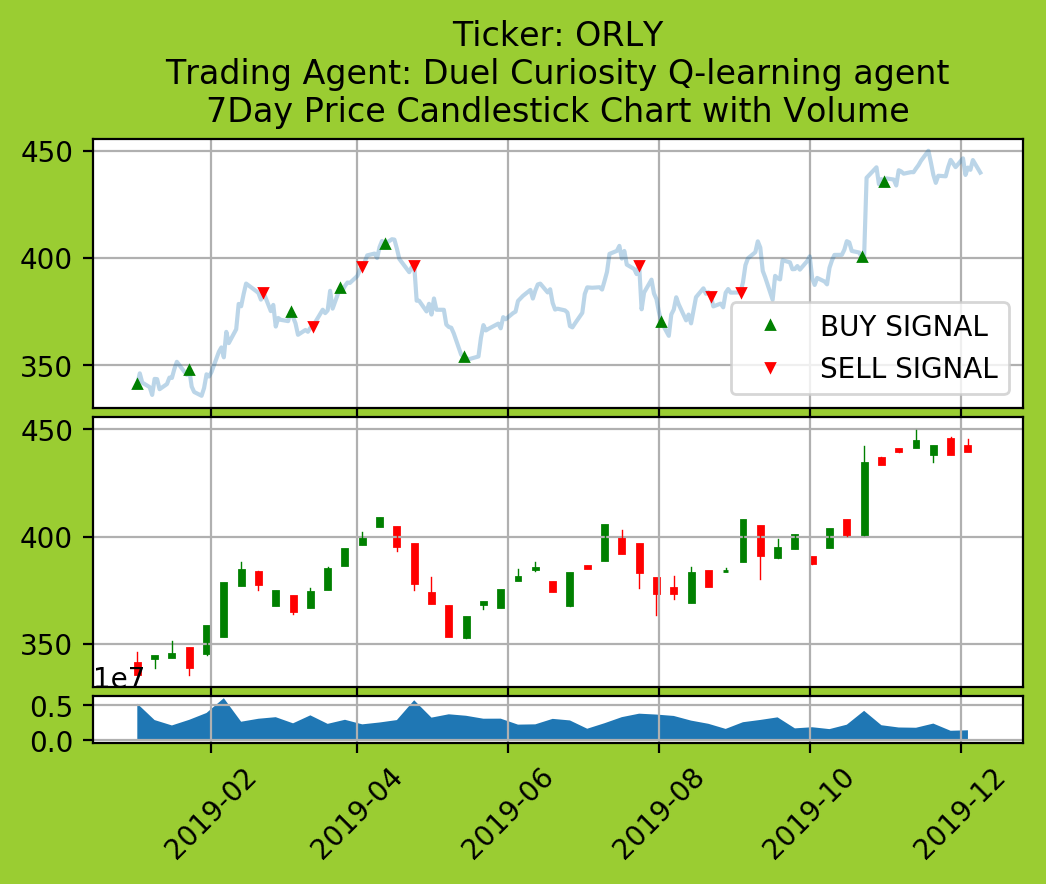 Ticker: ORLY
Trading Agent: Duel Curiosity Q-learning agent
7Day Price Candlestick Chart with Volume
450
400
350
BUY SIGNAL
SELL SIGNAL
450
400
350
1e7
0.5
0.0
2019-02
2019-04
2019-06
2019-08
2019-10
2019-12